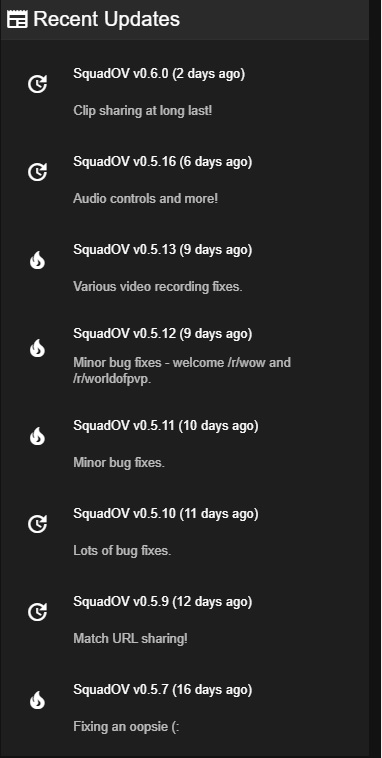 Recent Updates
SquadOV v0.6.0 (2 days ago)
Clip sharing at long last!
SquadOV v0.5.16 (6 days ago)
Audio controls and more!
SquadOV v0.5.13 (9 days ago)
Various video recording fixes.
SquadOV v0.5.12 (9 days ago)
Minor bug fixes - welcome /r/wow and
/r/worldofpvp.
SquadOV v0.5.11 (10 days ago)
Minor bug fixes.
SquadOV v0.5.10 (11 days ago)
Lots of bug fixes.
SquadOV v0.5.9 (12 days ago)
Match URL sharing!
SquadOV v0.5.7 (16 days ago)
Fixing an oopsie (: